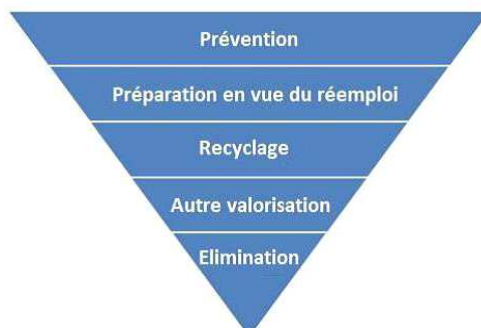 Prévention
Préparation en vue du réemploi
Recyclage
Autre valorisation
Elimination